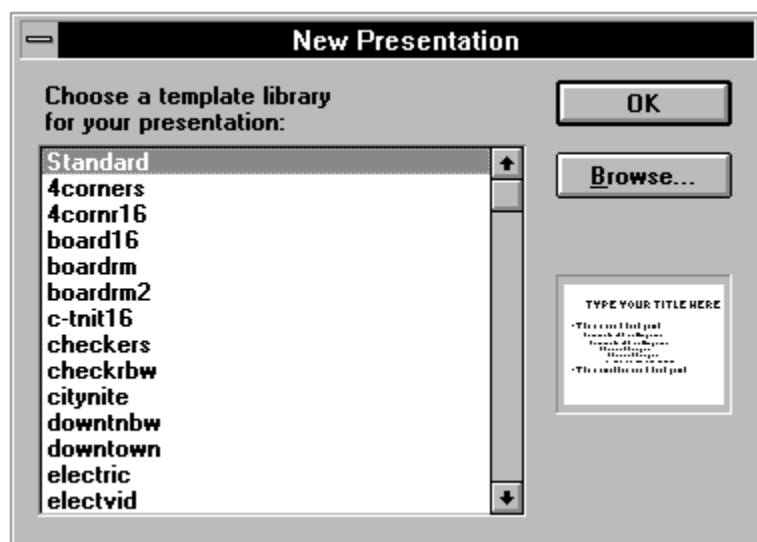 New Presentation
Choose a template library
for your presentation:
Standard
4corners
4cornr16
board16
boardrm
boardrm2
c-tnit16
checkers
checkrbw
citynite
downtnbw
downtown
electric
electvid
OK
Browse...
TYPE YOUR TITLE HERE